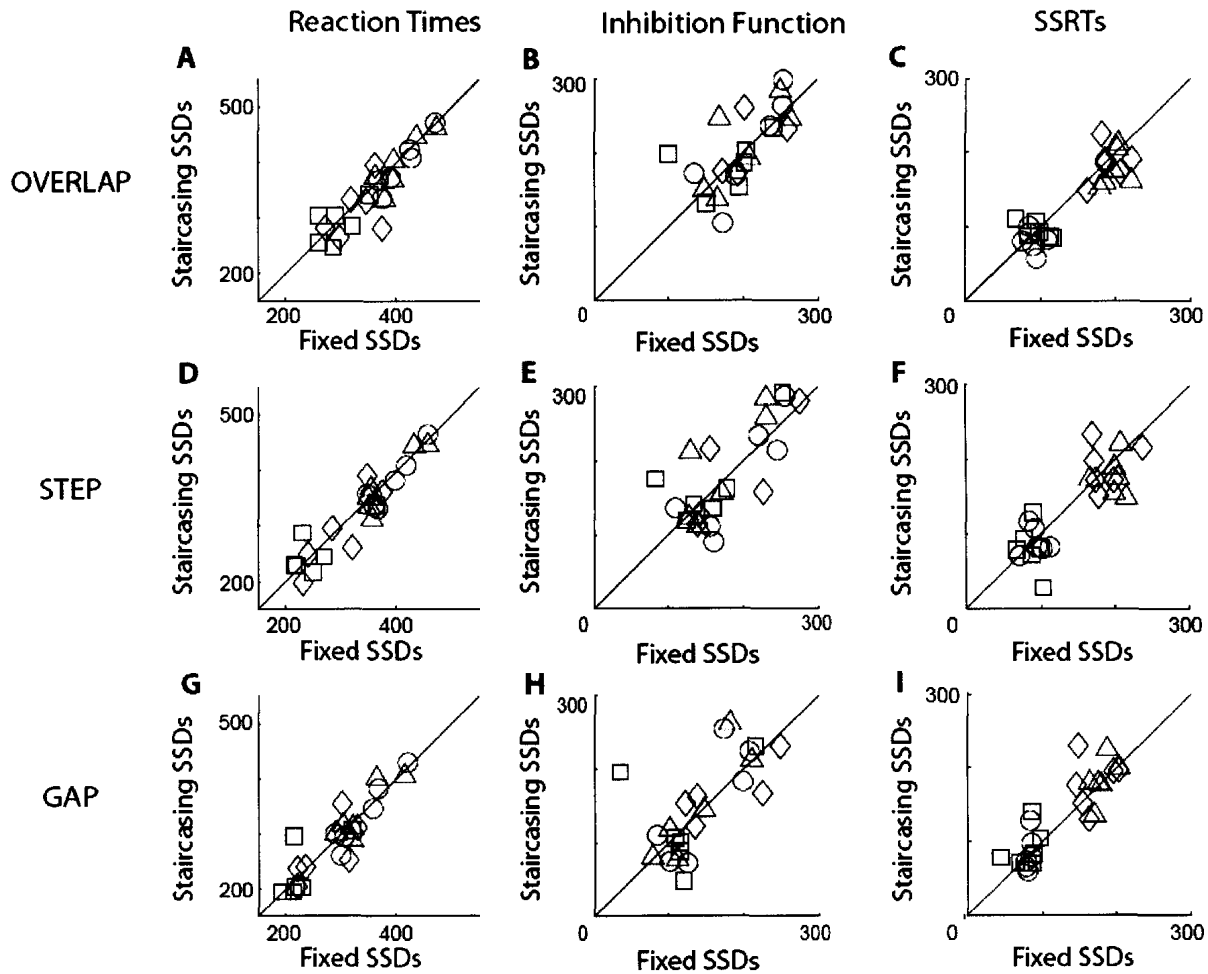 Reaction Times
Inhibition Function
SSRTs
OVERLAP
A
500
200
200
400
Staircasing SSDs
Fixed SSDs
B
300
0
300
Staircasing SSDs
Fixed SSDs
C
300
0
300
Staircasing SSDs
Fixed SSDs
STEP
D
500
200
200
400
Staircasing SSDs
Fixed SSDs
E
300
0
300
Staircasing SSDs
Fixed SSDs
F
300
0
300
Staircasing SSDs
Fixed SSDs
GAP
G
500
200
200
400
Staircasing SSDs
Fixed SSDs
H
300
0
300
Staircasing SSDs
Fixed SSDs
I
300
0
300
Staircasing SSDs
Fixed SSDs